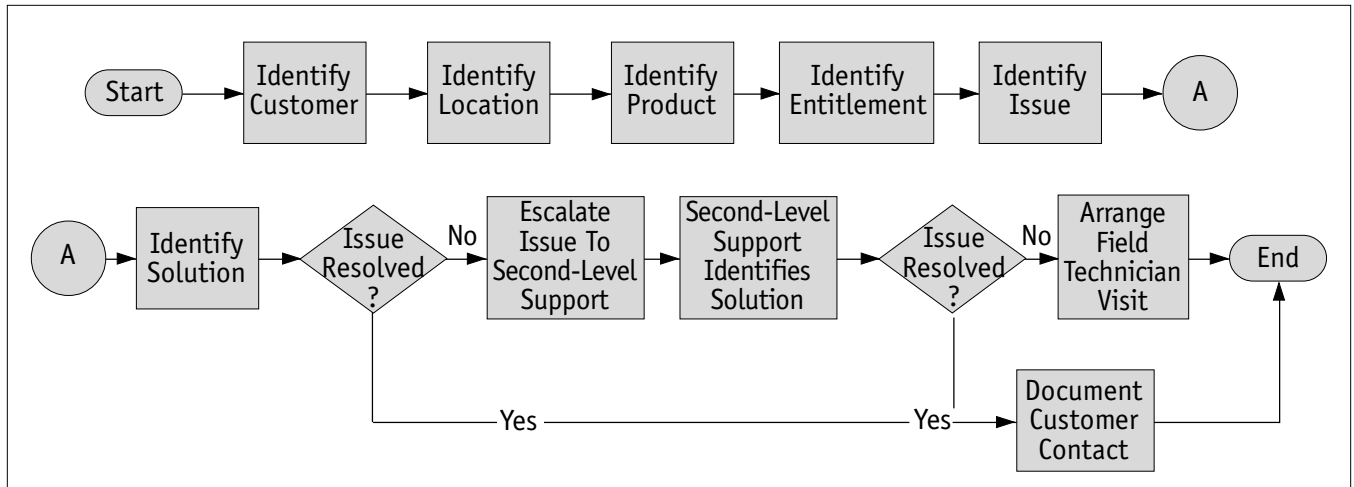 Start
Identify
Customer
Identify
Location
Identify
Product
Identify
Entitlement
Identify
Issue
A
A
Identify
Solution
Issue
Resolved
?
No
Escalate
Issue To
Second-Level
Support
Second-Level
Support
Identifies
Solution
Issue
Resolved
?
No
Arrange
Field
Technician
Visit
End
Yes
Yes
Document
Customer
Contact